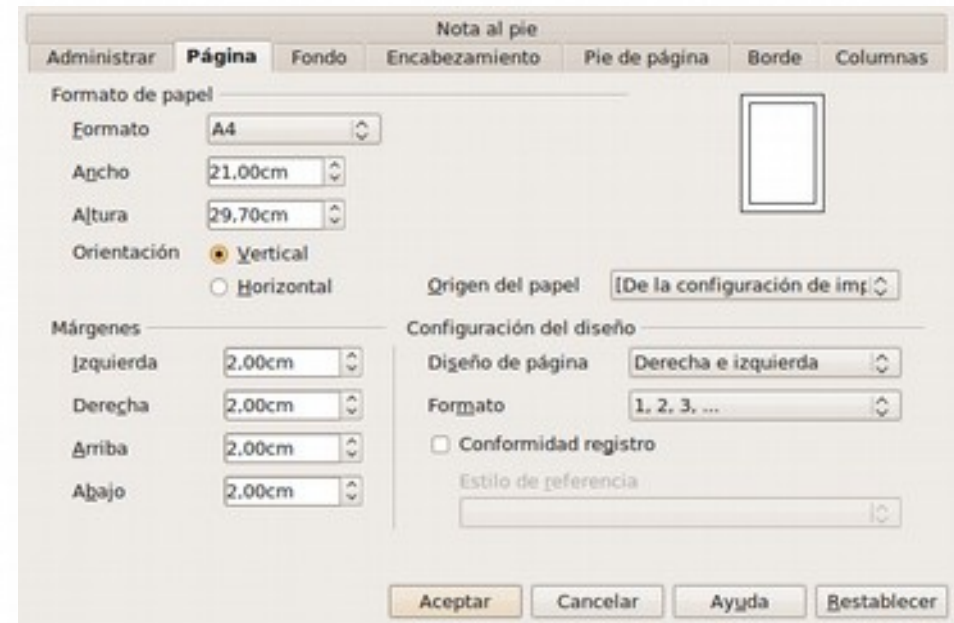 Nota al pie
Administrar Página Fondo Encabezamiento Pie de página Borde Columnas
Formato de papel
Formato A4
Ancho 21,00cm
Altura 29,70cm
Orientación Vertical
Horizontal
Origen del papel [De la configuración de imp
Márgenes
Izquierda 2,00cm
Derecha 2,00cm
Arriba 2,00cm
Abajo 2,00cm
Configuración del diseño
Diseño de página Derecha e izquierda
Formato 1, 2, 3, ...
Conformidad registro
Estilo de referencia
Aceptar Cancelar Ayuda Restablecer